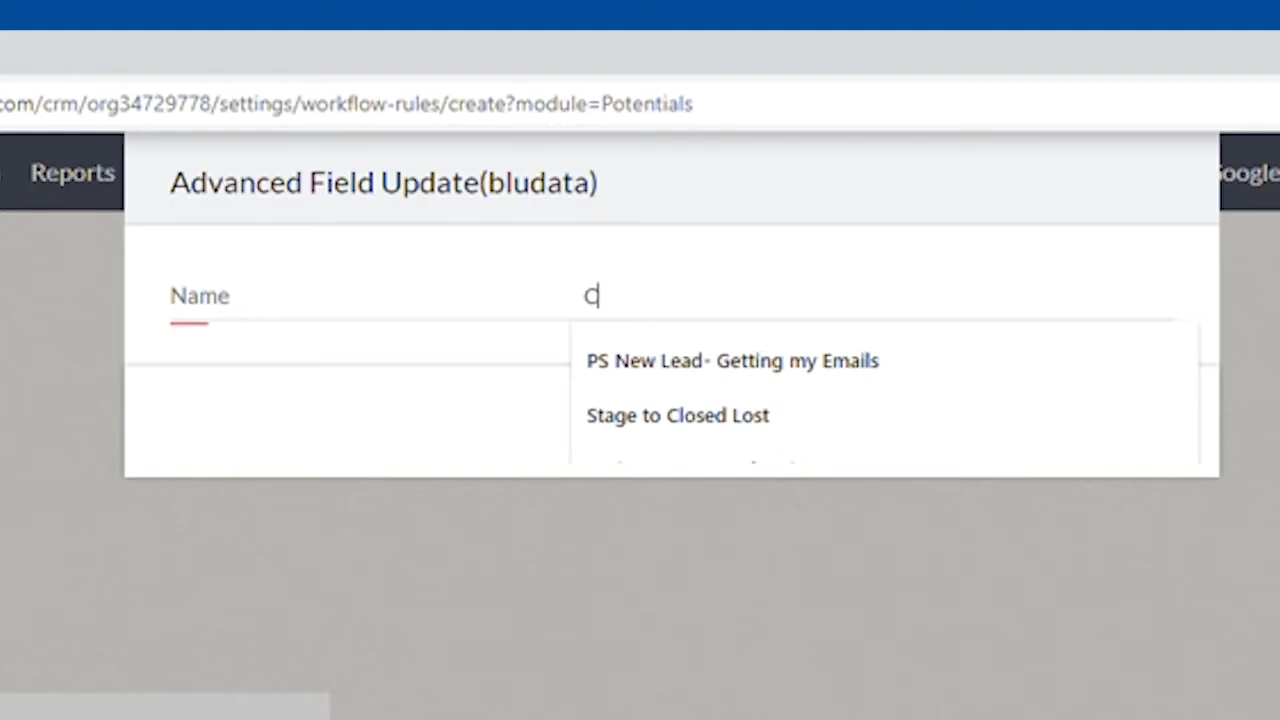 com/crm/org34729778/settings/workflow-rules/create?module=Potentials
Reports
Advanced Field Update(bludata)
Google
Name
C
PS New Lead- Getting my Emails
Stage to Closed Lost